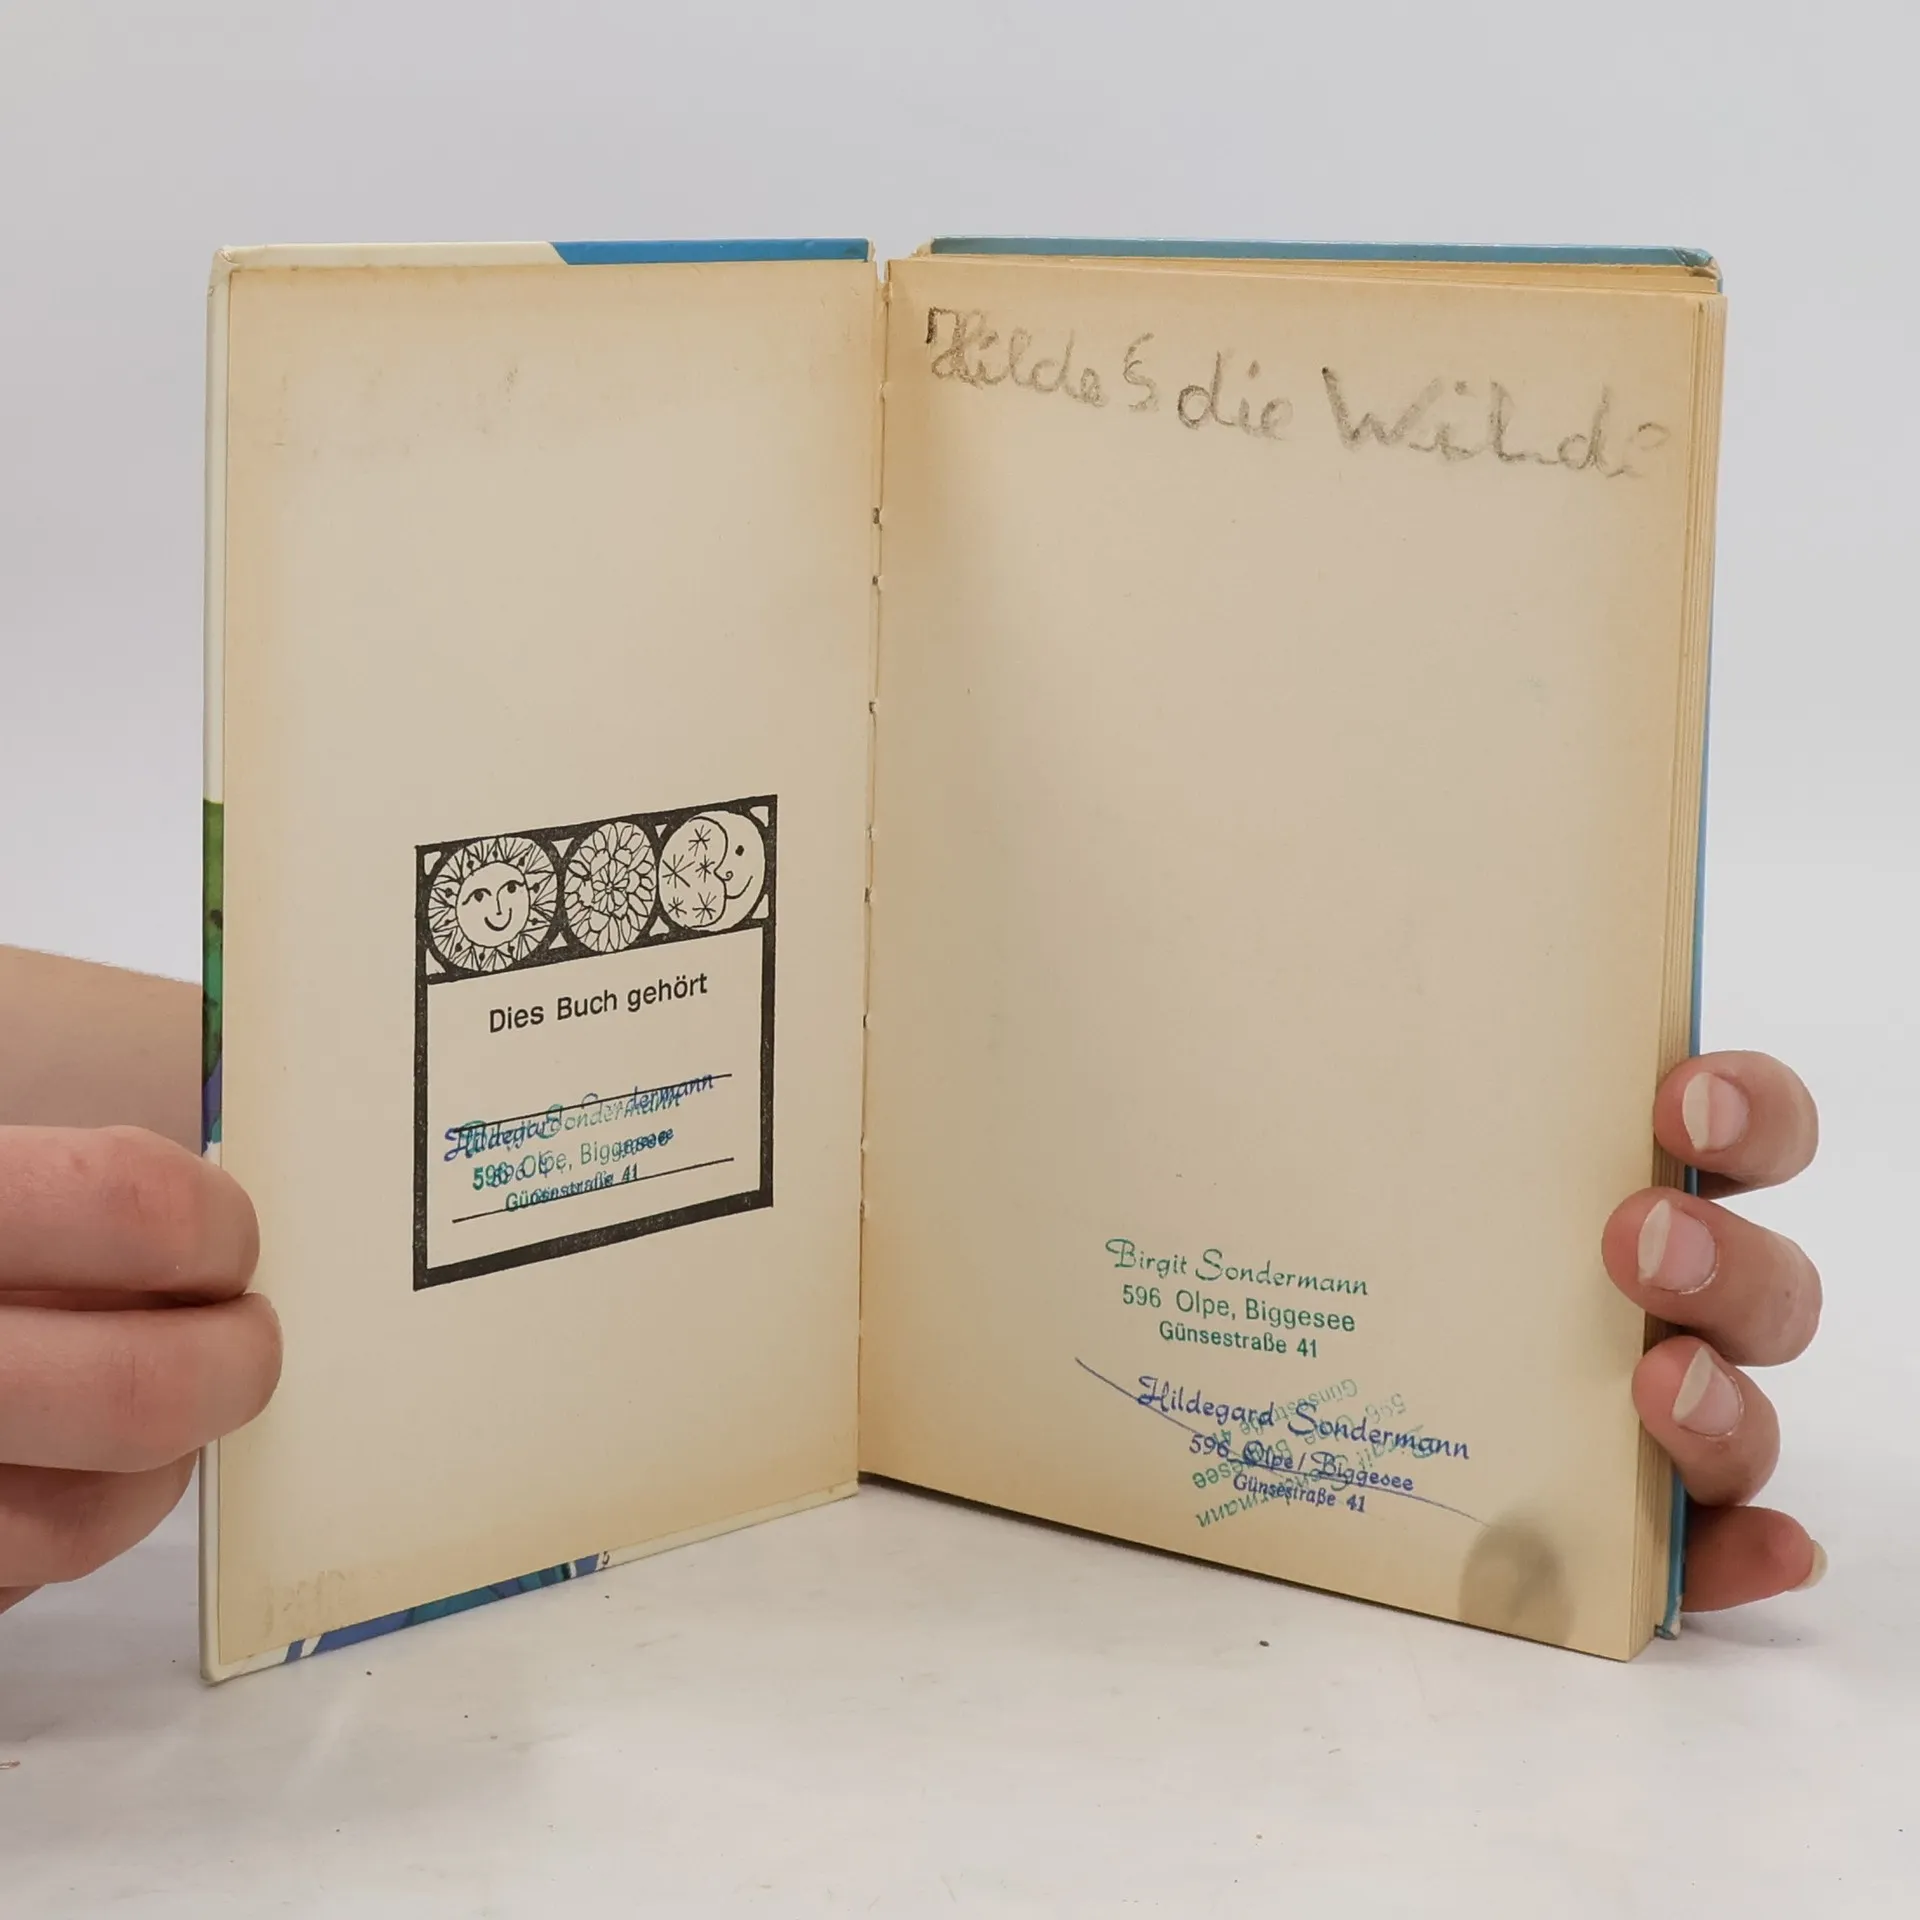 Dies Buch gehört
Hildegard Sondermann
596 Olpe, Biggesee
Günsestraße 41
Hilde & die Wilde
Birgit Sondermann
596 Olpe, Biggesee
Günsestraße 41
Hildegard Sondermann
596 Olpe/Biggesee
Günsestraße 41